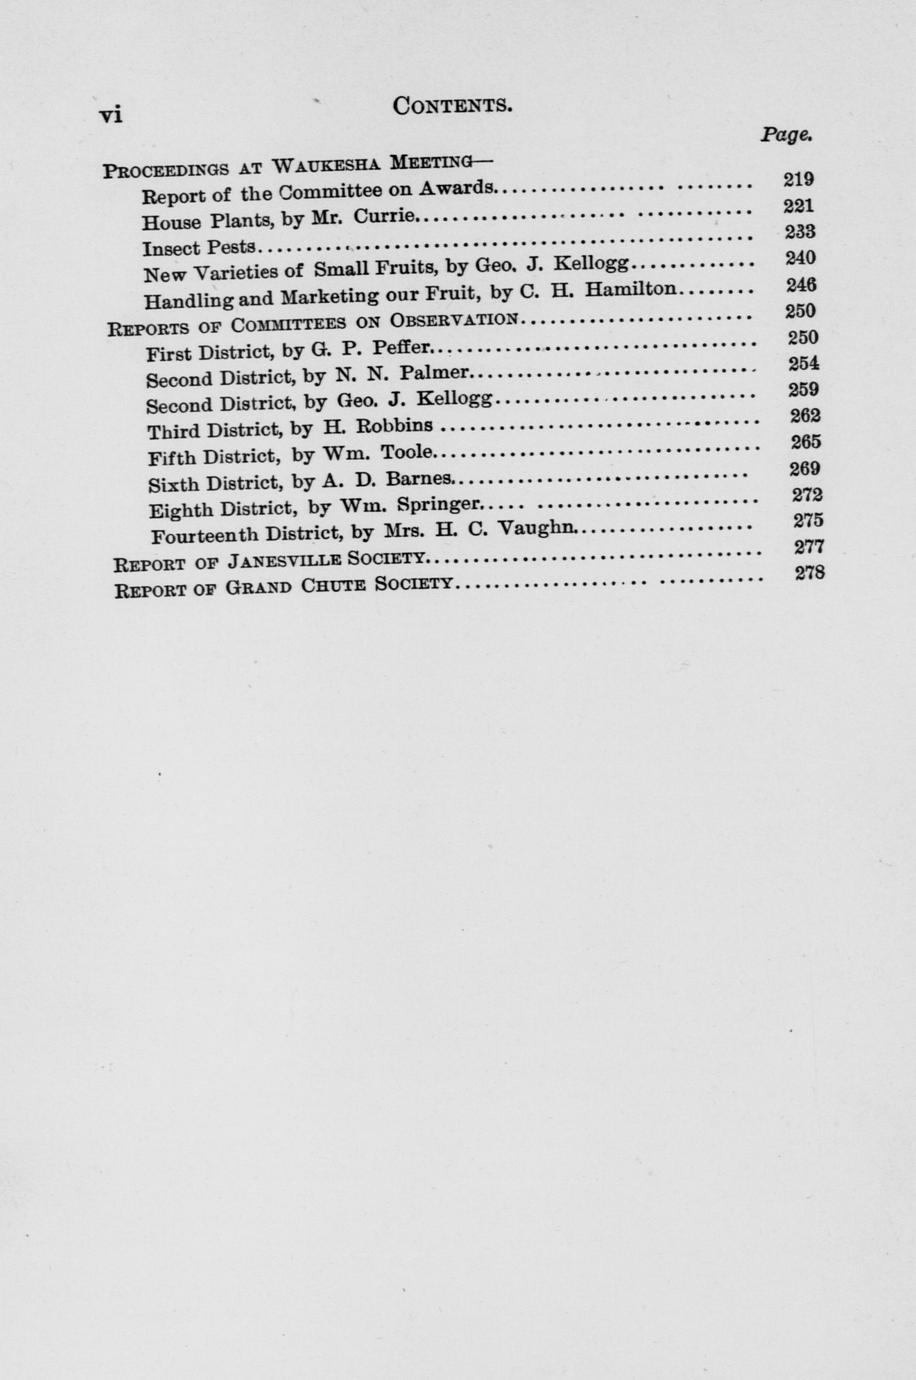 vi
CONTENTS.
Page.
PROCEEDINGS AT WAUKESHA MEETING—
Report of the Committee on Awards.................. ........ 219
House Plants, by Mr. Currie....................... ............. 221
Insect Pests...................................................... 233
New Varieties of Small Fruits, by Geo. J. Kellogg............. 240
Handling and Marketing our Fruit, by C. H. Hamilton........ 246
REPORTS OF COMMITTEES ON OBSERVATION......................... 250
First District, by G. P. Peffer................................... 250
Second District, by N. N. Palmer............................... 254
Second District, by Geo. J. Kellogg............................ 259
Third District, by H. Robbins .................................. 262
Fifth District, by Wm. Toole................................... 265
Sixth District, by A. D. Barnes................................ 269
Eighth District, by Wm. Springer..... ........................ 272
Fourteenth District, by Mrs. H. C. Vaughn................... 275
REPORT OF JANESVILLE SOCIETY.................................... 277
REPORT OF GRAND CHUTE SOCIETY..................... ........... 278